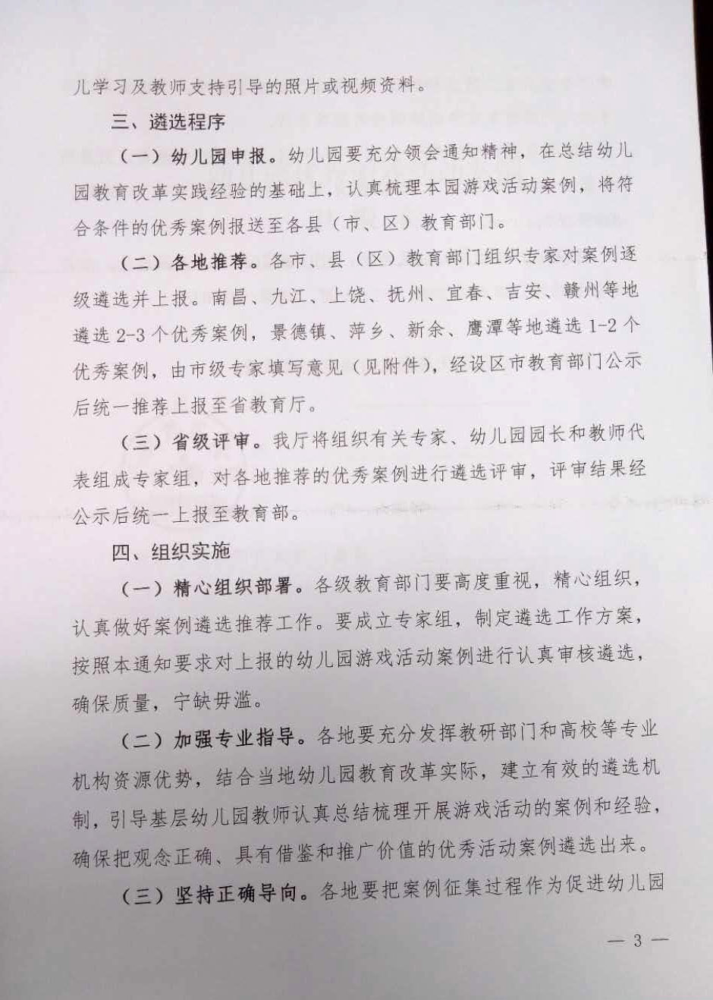 儿学习及教师支持引导的照片或视频资料。
三、遴选程序
（一）幼儿园申报。幼儿园要充分领会通知精神，在总结幼儿
园教育改革实践经验的基础上，认真梳理本园游戏活动案例，将符
合条件的优秀案例报送至各县（市、区）教育部门。
（二）各地推荐。各市、县（区）教育部门组织专家对案例逐
级遴选并上报。南昌、九江、上饶、抚州、宜春、吉安、赣州等地
遴选2-3个优秀案例，景德镇、萍乡、新余、鹰潭等地遴选1-2个
优秀案例，由市级专家填写意见（见附件），经设区市教育部门公示
后统一推荐上报至省教育厅。
（三）省级评审。我厅将组织有关专家、幼儿园园长和教师代
表组成专家组，对各地推荐的优秀案例进行遴选评审，评审结果经
公示后统一上报至教育部。
四、组织实施
（一）精心组织部署。各级教育部门要高度重视，精心组织，
认真做好案例遴选推荐工作。要成立专家组，制定遴选工作方案，
按照本通知要求对上报的幼儿园游戏活动案例进行认真审核遴选，
确保质量，宁缺毋滥。
（二）加强专业指导。各地要充分发挥教研部门和高校等专业
机构资源优势，结合当地幼儿园教育改革实际，建立有效的遴选机
制，引导基层幼儿园教师认真总结梳理开展游戏活动的案例和经验，
确保把观念正确、具有借鉴和推广价值的优秀活动案例遴选出来。
（三）坚持正确导向。各地要把案例征集过程作为促进幼儿园
— 3 —